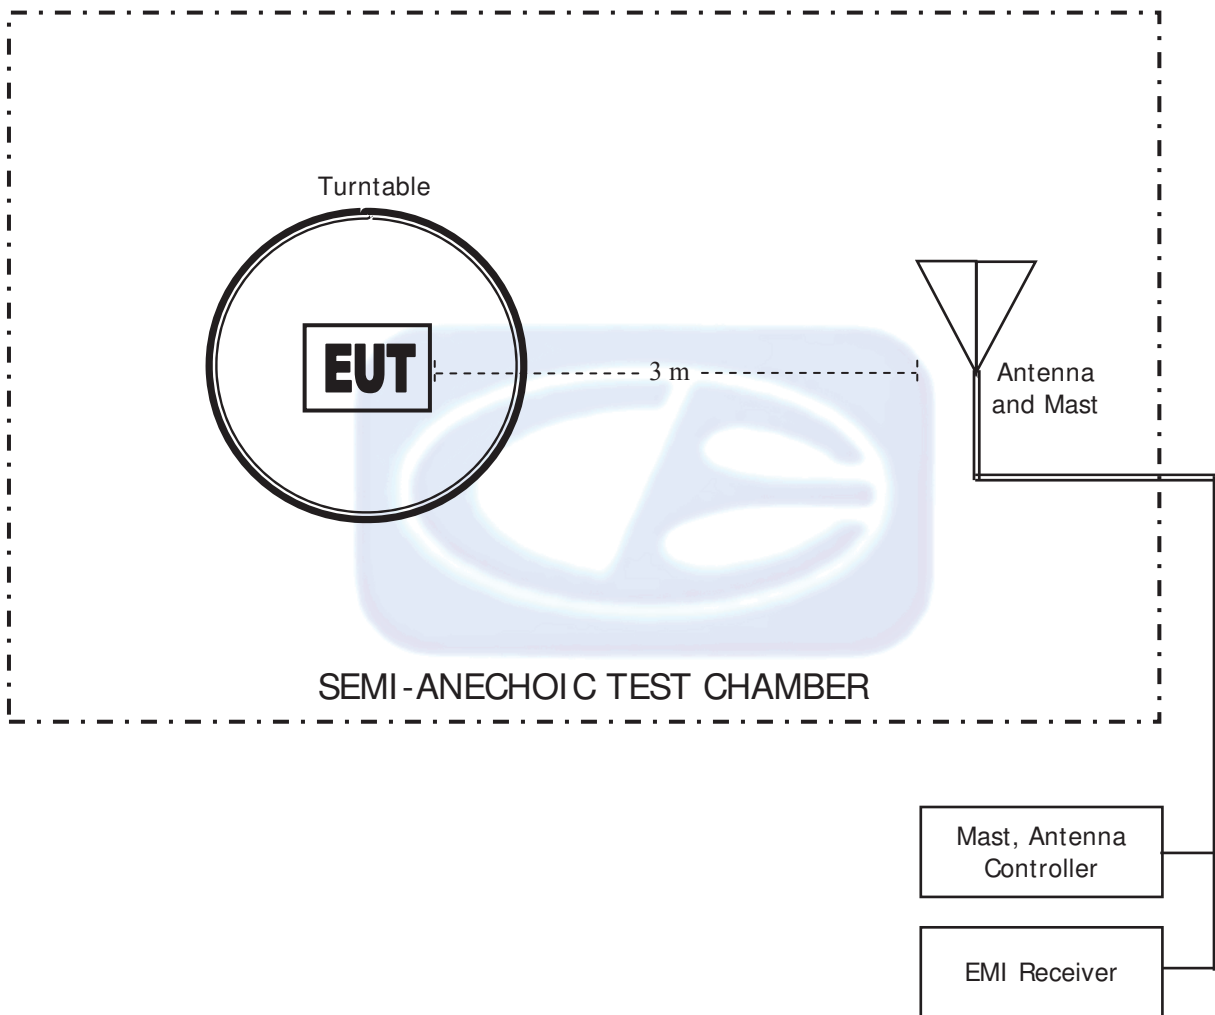 Turntable
EUT
3 m
Antenna
and Mast
SEMI-ANECHOIC TEST CHAMBER
Mast, Antenna
Controller
EMI Receiver